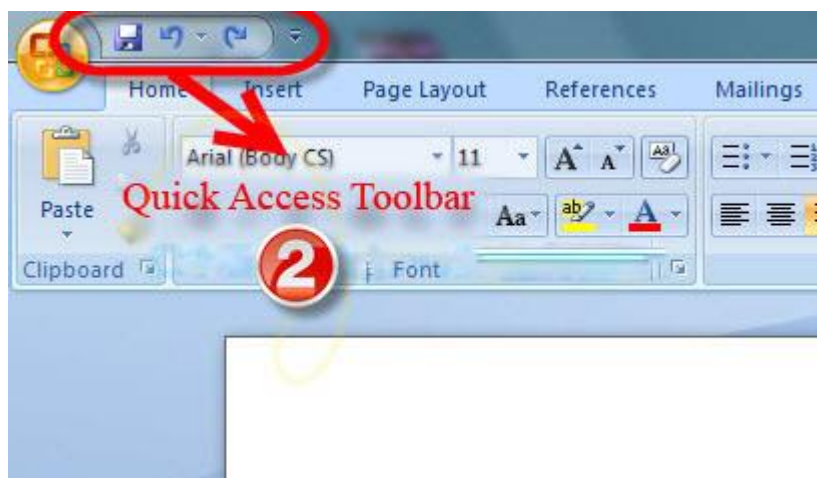 Home Insert Page Layout References Mailings
Arial (Body CS) 11 A A Aa
Paste Quick Access Toolbar Aa ab A
Clipboard 2 Font